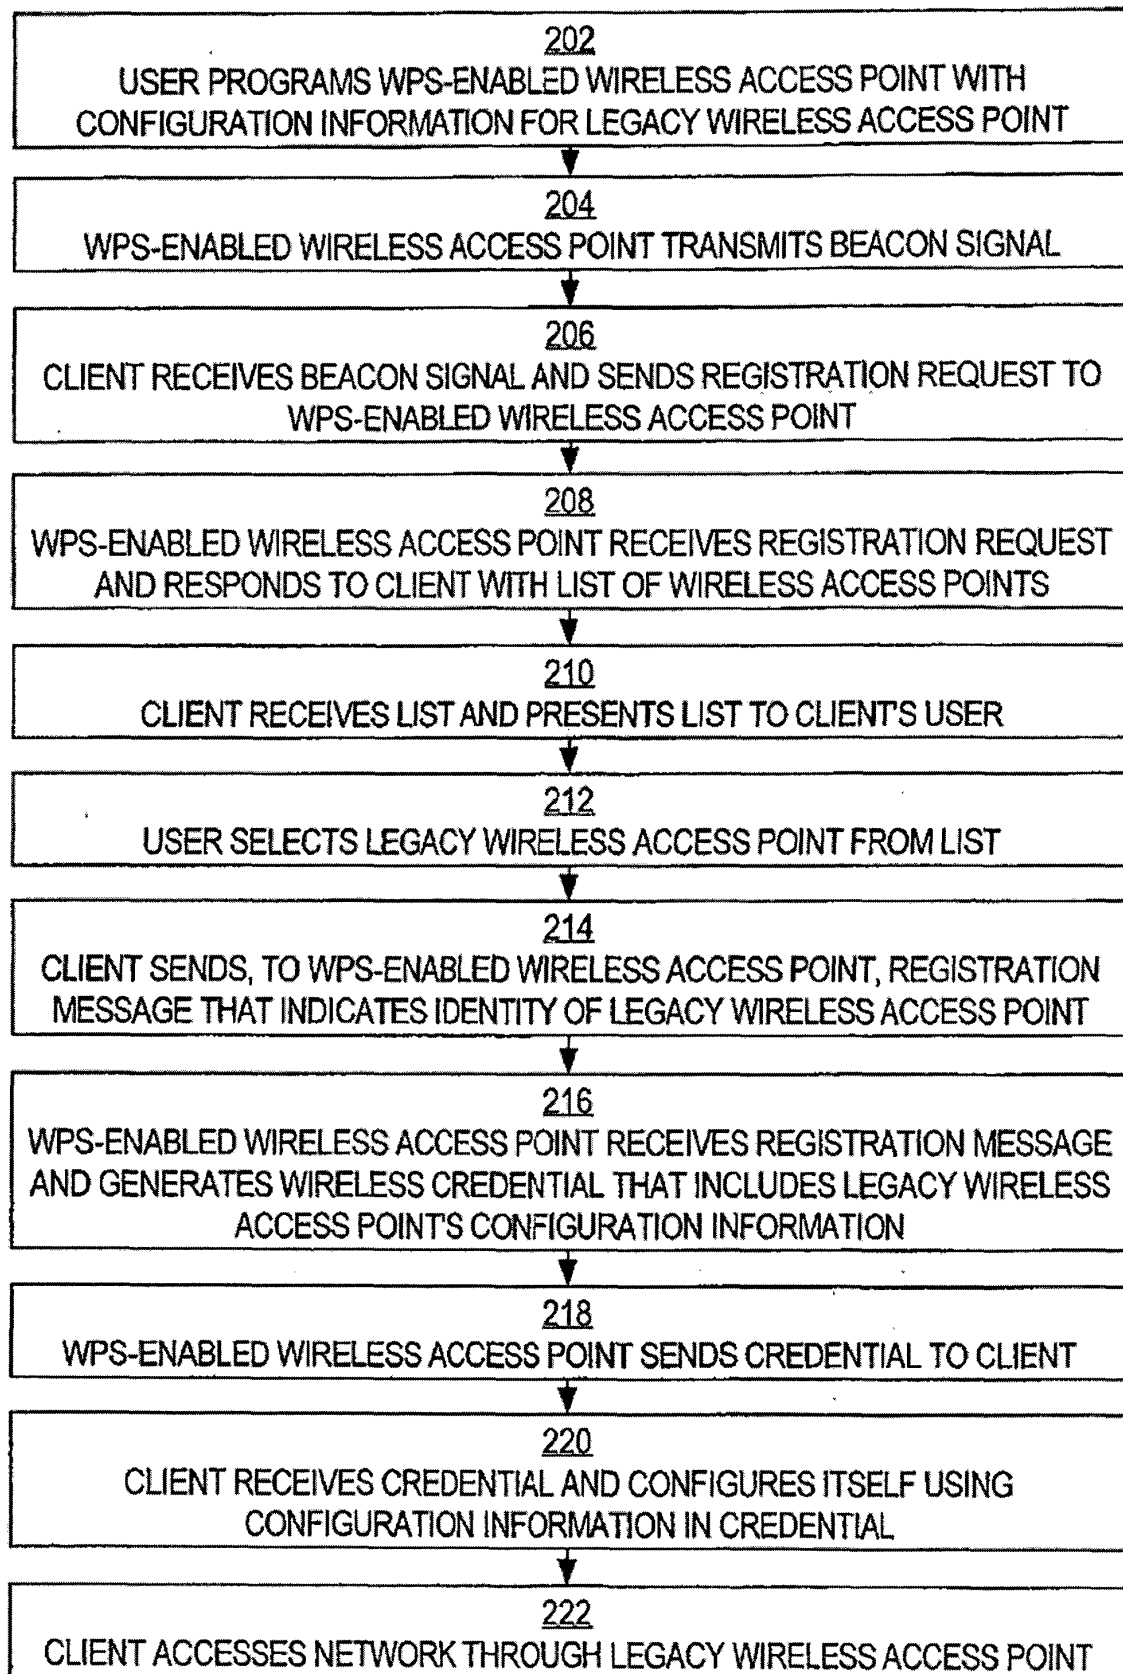 202
USER PROGRAMS WPS-ENABLED WIRELESS ACCESS POINT WITH
CONFIGURATION INFORMATION FOR LEGACY WIRELESS ACCESS POINT
204
WPS-ENABLED WIRELESS ACCESS POINT TRANSMITS BEACON SIGNAL
206
CLIENT RECEIVES BEACON SIGNAL AND SENDS REGISTRATION REQUEST TO
WPS-ENABLED WIRELESS ACCESS POINT
208
WPS-ENABLED WIRELESS ACCESS POINT RECEIVES REGISTRATION REQUEST
AND RESPONDS TO CLIENT WITH LIST OF WIRELESS ACCESS POINTS
210
CLIENT RECEIVES LIST AND PRESENTS LIST TO CLIENT'S USER
212
USER SELECTS LEGACY WIRELESS ACCESS POINT FROM LIST
214
CLIENT SENDS, TO WPS-ENABLED WIRELESS ACCESS POINT, REGISTRATION
MESSAGE THAT INDICATES IDENTITY OF LEGACY WIRELESS ACCESS POINT
216
WPS-ENABLED WIRELESS ACCESS POINT RECEIVES REGISTRATION MESSAGE
AND GENERATES WIRELESS CREDENTIAL THAT INCLUDES LEGACY WIRELESS
ACCESS POINT'S CONFIGURATION INFORMATION
218
WPS-ENABLED WIRELESS ACCESS POINT SENDS CREDENTIAL TO CLIENT
220
CLIENT RECEIVES CREDENTIAL AND CONFIGURES ITSELF USING
CONFIGURATION INFORMATION IN CREDENTIAL
222
CLIENT ACCESSES NETWORK THROUGH LEGACY WIRELESS ACCESS POINT